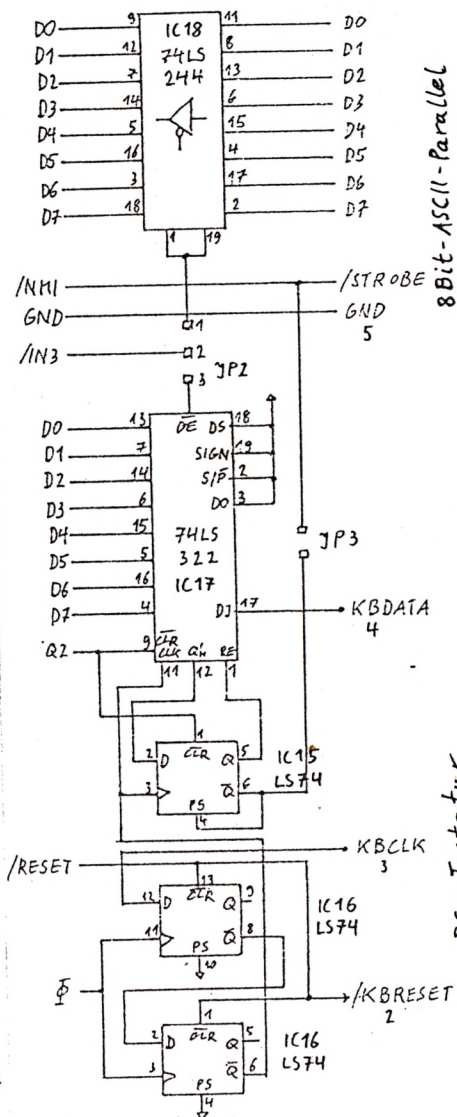 D0 9 IC18 11 D0
D1 12 74LS 8 D1
D2 7 244 13 D2
D3 14 6 D3
D4 5 15 D4
D5 16 4 D5
D6 3 17 D6
D7 18 2 D7
1 19
8Bit-ASCII-Parallel
/NMI /STROBE
GND 1 GND
5
/IN3 2
3 JP2
D0 13 OE DS 18
D1 7 SIGN 19
D2 14 S/P 2
D3 6 D0 3
D4 15 74LS
D5 5 322 JP3
D6 16 IC17
D7 4 DI 17 KBDATA
4
Q2 9 CLR
CLK QH' RE
11 12 1
1
2 D CLR Q 5 IC15
3 Q 6 LS74
PS
4
KBCLK
3
/RESET
13
12 D CLR Q 9 IC16
11 Q 8 LS74
PS
10
Φ
/KBRESET
2
1
2 D CLR Q 5 IC16
3 Q 6 LS74
PS
4